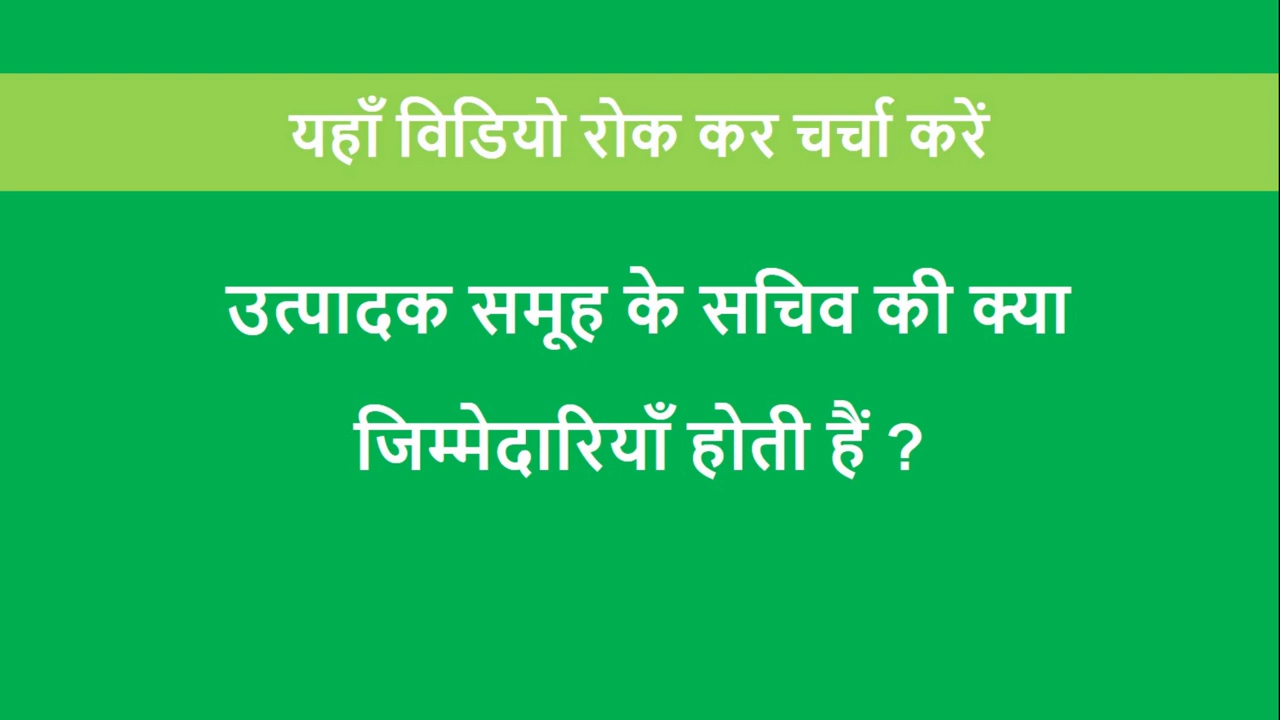 यहाँ विडियो रोक कर चर्चा करें
उत्पादक समूह के सचिव की क्या
जिम्मेदारियाँ होती हैं ?